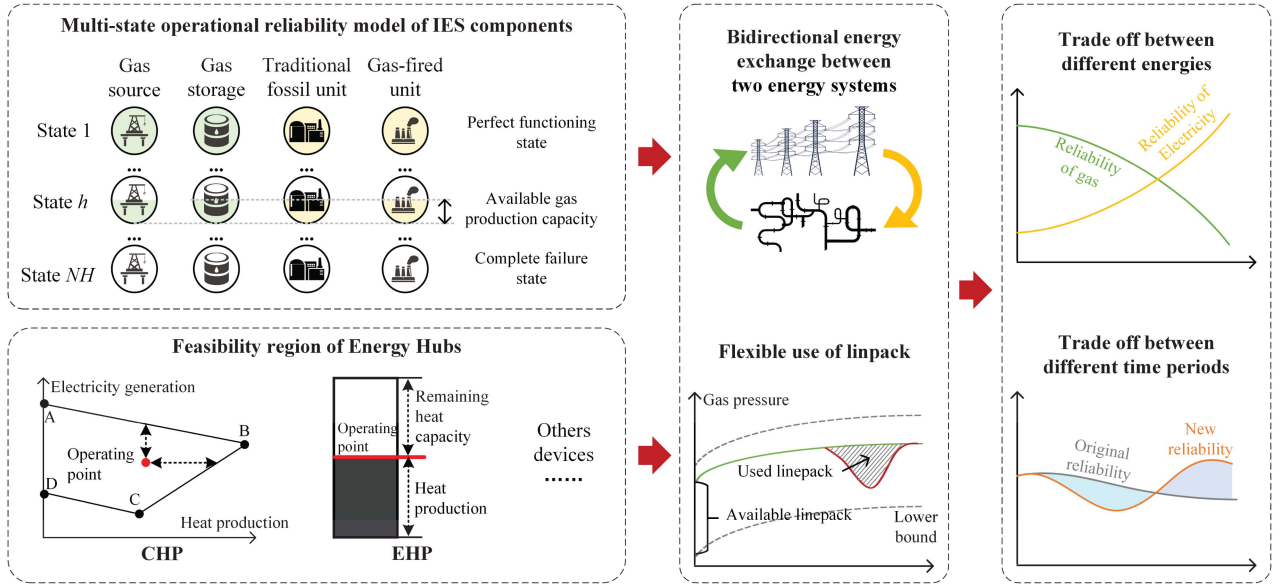 Multi-state operational reliability model of IES components
Gas
source
Gas
storage
Traditional
fossil unit
Gas-fired
unit
State 1
Perfect functioning
state
...
...
...
...
State h
Available gas
production capacity
...
...
...
...
State NH
Complete failure
state
Feasibility region of Energy Hubs
Electricity generation
A
B
Operating
point
D
C
Heat production
CHP
Operating
point
Remaining
heat
capacity
Heat
production
EHP
Others
devices
......
Bidirectional energy
exchange between
two energy systems
Flexible use of linpack
Gas pressure
Used linepack
Available linepack
Lower
bound
Trade off between
different energies
Reliability of
Electricity
Reliability
of gas
Trade off between
different time periods
New
reliability
Original
reliability